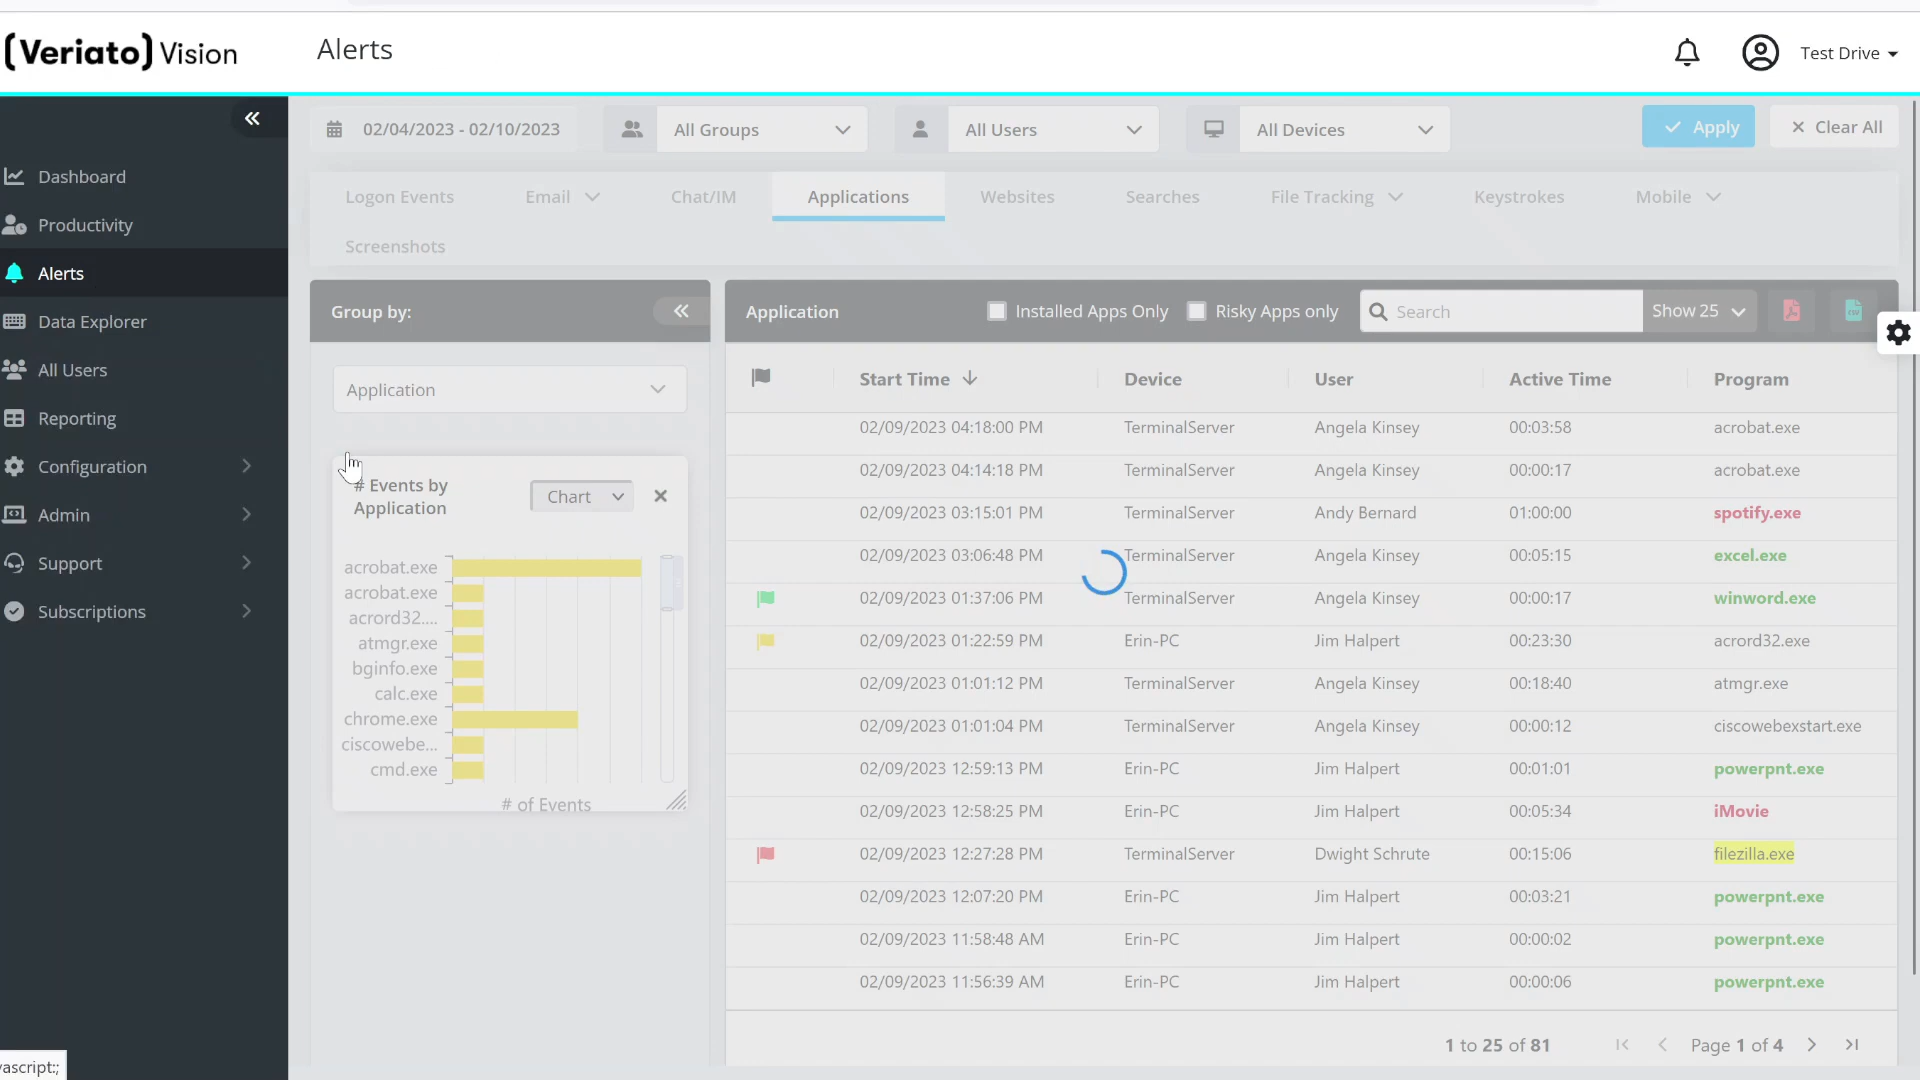 (Veriato) Vision
Alerts
Test Drive
Dashboard
Productivity
Alerts
Data Explorer
All Users
Reporting
Configuration
Admin
Support
Subscriptions
vascript:;
02/04/2023 - 02/10/2023
All Groups
All Users
All Devices
Apply
Clear All
Logon Events
Email
Chat/IM
Applications
Websites
Searches
File Tracking
Keystrokes
Mobile
Screenshots
Group by:
Application
# Events by
Application
Chart
acrobat.exe
acrobat.exe
acrord32....
atmgr.exe
bginfo.exe
calc.exe
chrome.exe
ciscowebe...
cmd.exe
# of Events
Application
Installed Apps Only
Risky Apps only
Search
Show 25
Start Time Device User Active Time Program
02/09/2023 04:18:00 PM TerminalServer Angela Kinsey 00:03:58 acrobat.exe
02/09/2023 04:14:18 PM TerminalServer Angela Kinsey 00:00:17 acrobat.exe
02/09/2023 03:15:01 PM TerminalServer Andy Bernard 01:00:00 spotify.exe
02/09/2023 03:06:48 PM TerminalServer Angela Kinsey 00:05:15 excel.exe
02/09/2023 01:37:06 PM TerminalServer Angela Kinsey 00:00:17 winword.exe
02/09/2023 01:22:59 PM Erin-PC Jim Halpert 00:23:30 acrord32.exe
02/09/2023 01:01:12 PM TerminalServer Angela Kinsey 00:18:40 atmgr.exe
02/09/2023 01:01:04 PM TerminalServer Angela Kinsey 00:00:12 ciscowebexstart.exe
02/09/2023 12:59:13 PM Erin-PC Jim Halpert 00:01:01 powerpnt.exe
02/09/2023 12:58:25 PM Erin-PC Jim Halpert 00:05:34 iMovie
02/09/2023 12:27:28 PM TerminalServer Dwight Schrute 00:15:06 filezilla.exe
02/09/2023 12:07:20 PM Erin-PC Jim Halpert 00:03:21 powerpnt.exe
02/09/2023 11:58:48 AM Erin-PC Jim Halpert 00:00:02 powerpnt.exe
02/09/2023 11:56:39 AM Erin-PC Jim Halpert 00:00:06 powerpnt.exe
1 to 25 of 81
Page 1 of 4